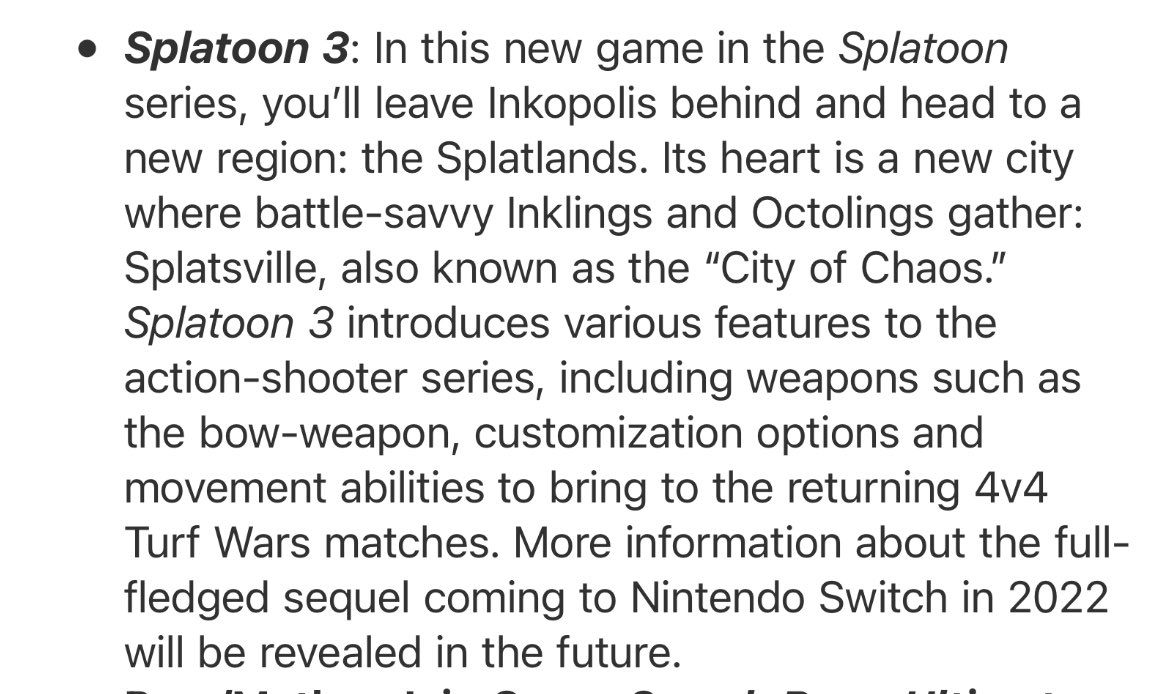 • Splatoon 3: In this new game in the Splatoon
series, you’ll leave Inkopolis behind and head to a
new region: the Splatlands. Its heart is a new city
where battle-savvy Inklings and Octolings gather:
Splatsville, also known as the “City of Chaos.”
Splatoon 3 introduces various features to the
action-shooter series, including weapons such as
the bow-weapon, customization options and
movement abilities to bring to the returning 4v4
Turf Wars matches. More information about the full-
fledged sequel coming to Nintendo Switch in 2022
will be revealed in the future.